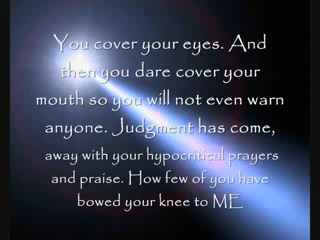 You cover your eyes. And
then you dare cover your
mouth so you will not even warn
anyone. Judgment has come,
away with your hypocritical prayers
and praise. How few of you have
bowed your knee to ME